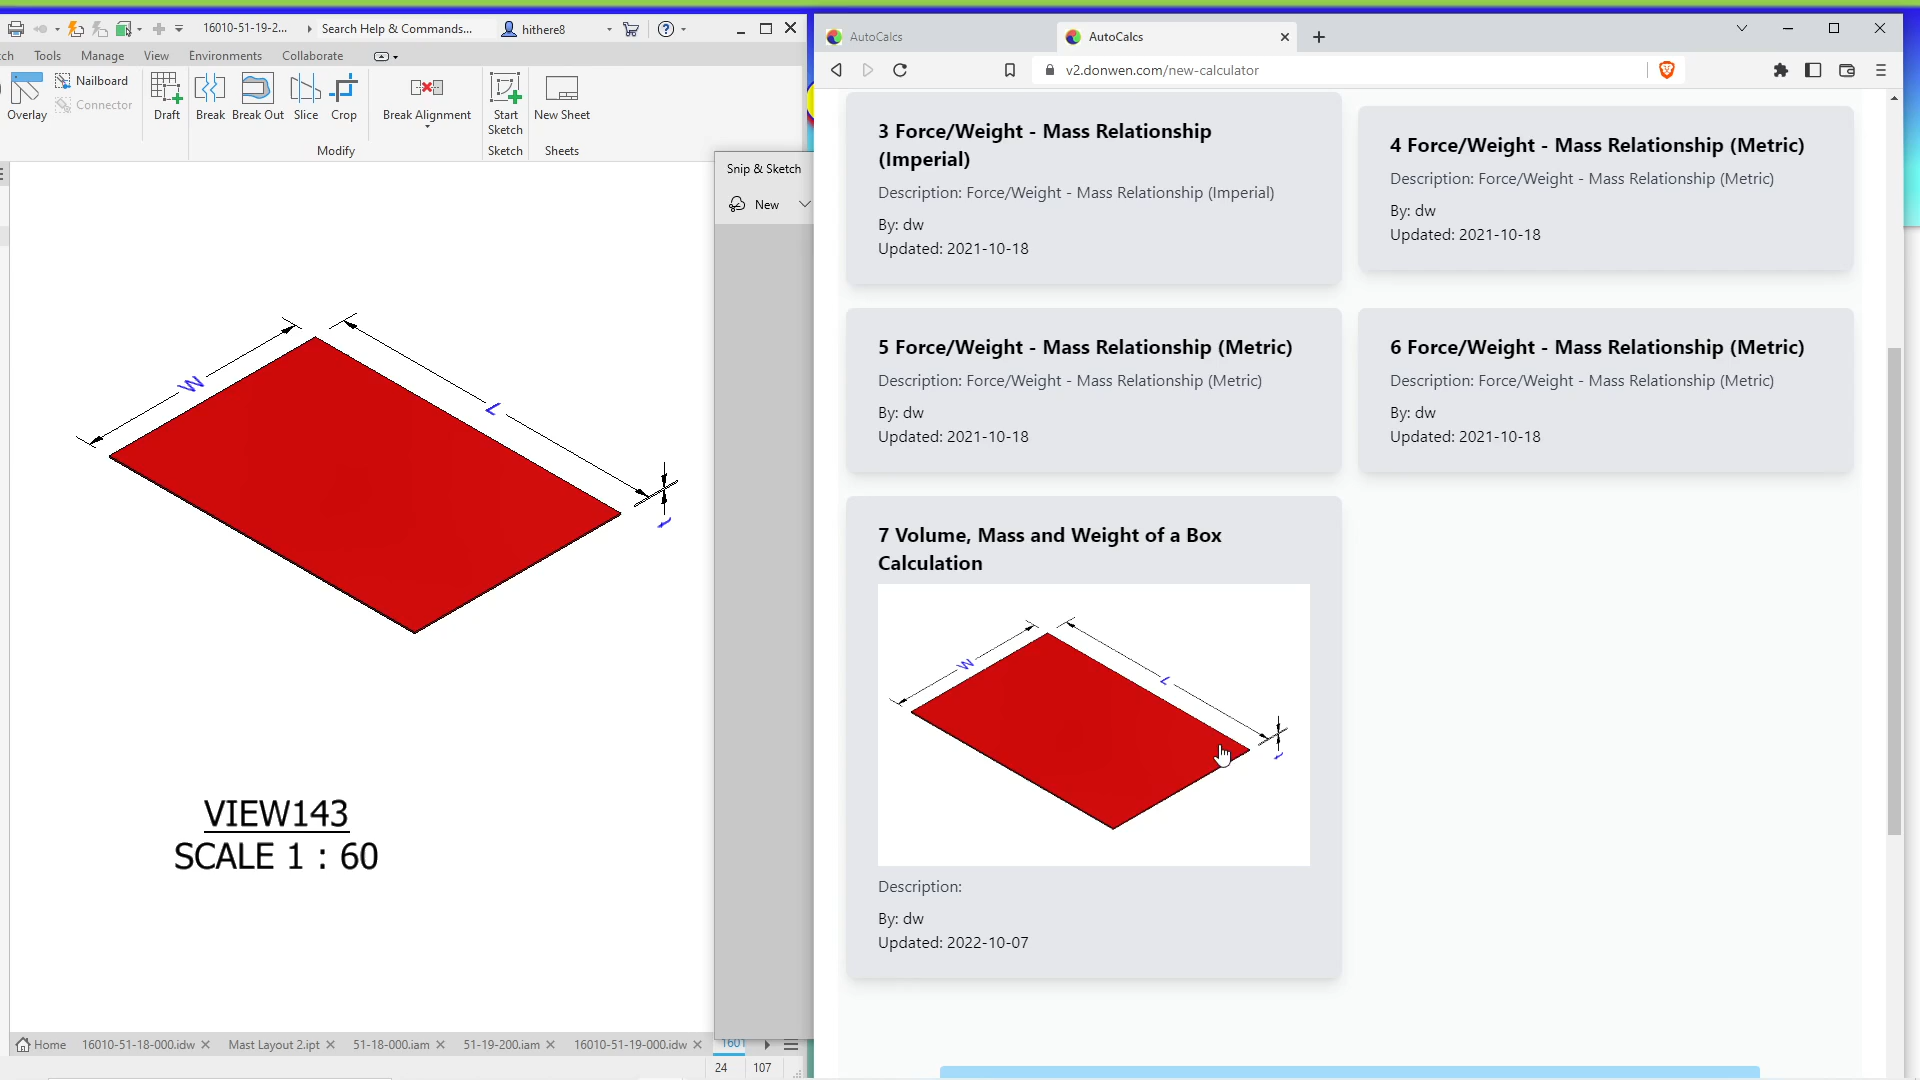 16010-51-19-2...
Search Help & Commands...
hithere8
Tools
Manage
View
Environments
Collaborate
Overlay
Nailboard
Connector
Draft
Break
Break Out
Slice
Crop
Break Alignment
Start
Sketch
New Sheet
Modify
Sketch
Sheets
Snip & Sketch
New
W
L
t
VIEW143
SCALE 1 : 60
Home
16010-51-18-000.idw
Mast Layout 2.ipt
51-18-000.iam
51-19-200.iam
16010-51-19-000.idw
1601
24
107
AutoCalcs
AutoCalcs
v2.donwen.com/new-calculator
3 Force/Weight - Mass Relationship
(Imperial)
Description: Force/Weight - Mass Relationship (Imperial)
By: dw
Updated: 2021-10-18
4 Force/Weight - Mass Relationship (Metric)
Description: Force/Weight - Mass Relationship (Metric)
By: dw
Updated: 2021-10-18
5 Force/Weight - Mass Relationship (Metric)
Description: Force/Weight - Mass Relationship (Metric)
By: dw
Updated: 2021-10-18
6 Force/Weight - Mass Relationship (Metric)
Description: Force/Weight - Mass Relationship (Metric)
By: dw
Updated: 2021-10-18
7 Volume, Mass and Weight of a Box
Calculation
W
L
t
Description:
By: dw
Updated: 2022-10-07